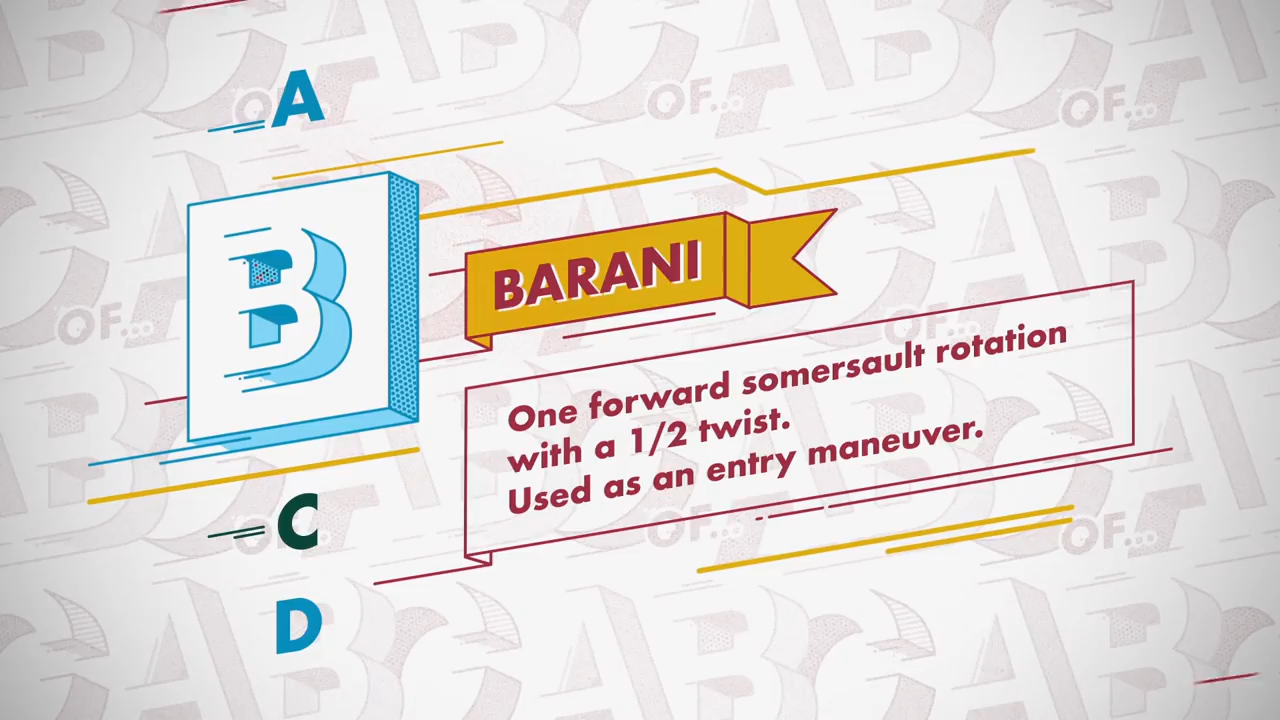 A
B
BARANI
One forward somersault rotation
with a 1/2 twist.
Used as an entry maneuver.
C
D